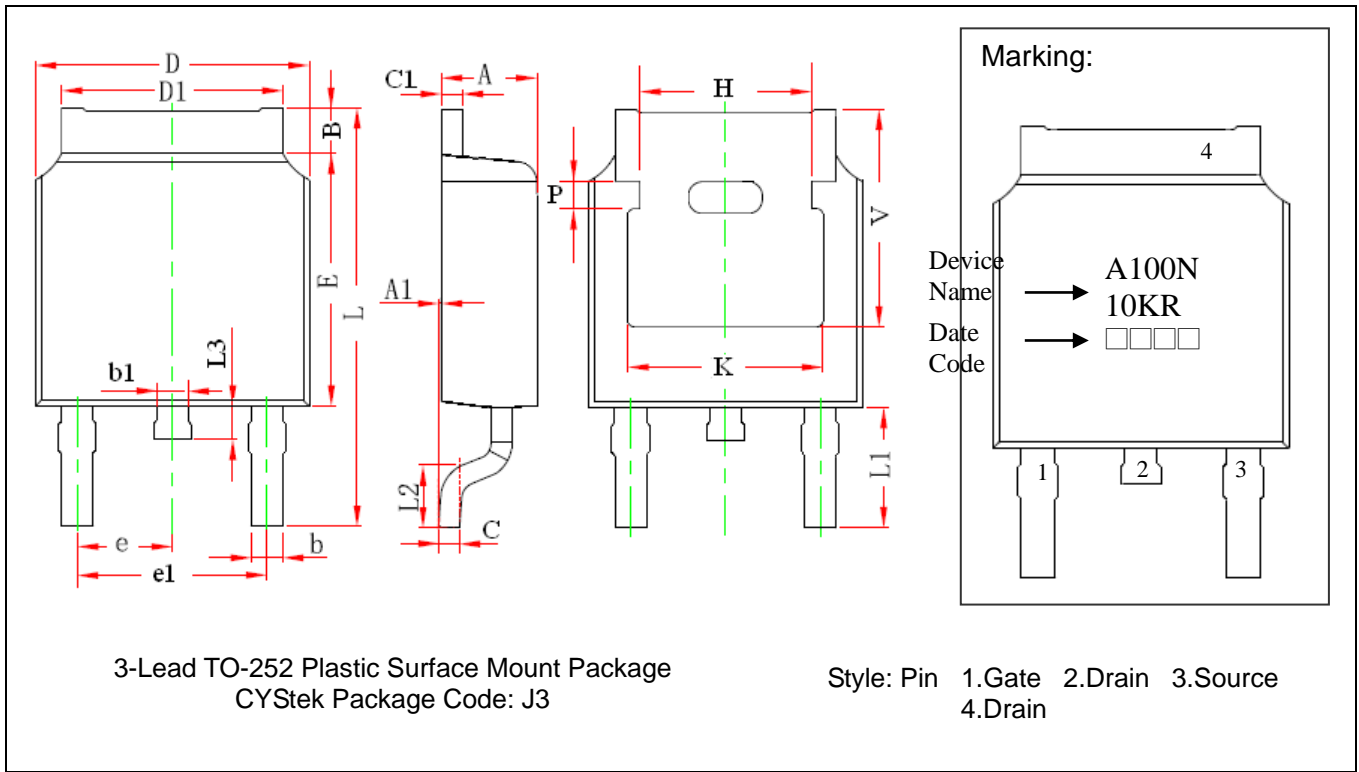 D
D1
B
E
L
L3
b1
e
e1
b
C1
A
A1
L2
C
H
P
V
K
L1
Marking:
4
Device
Name
A100N
10KR
Date
Code
□□□□
1
2
3
3-Lead TO-252 Plastic Surface Mount Package
CYStek Package Code: J3
Style: Pin 1.Gate 2.Drain 3.Source
4.Drain